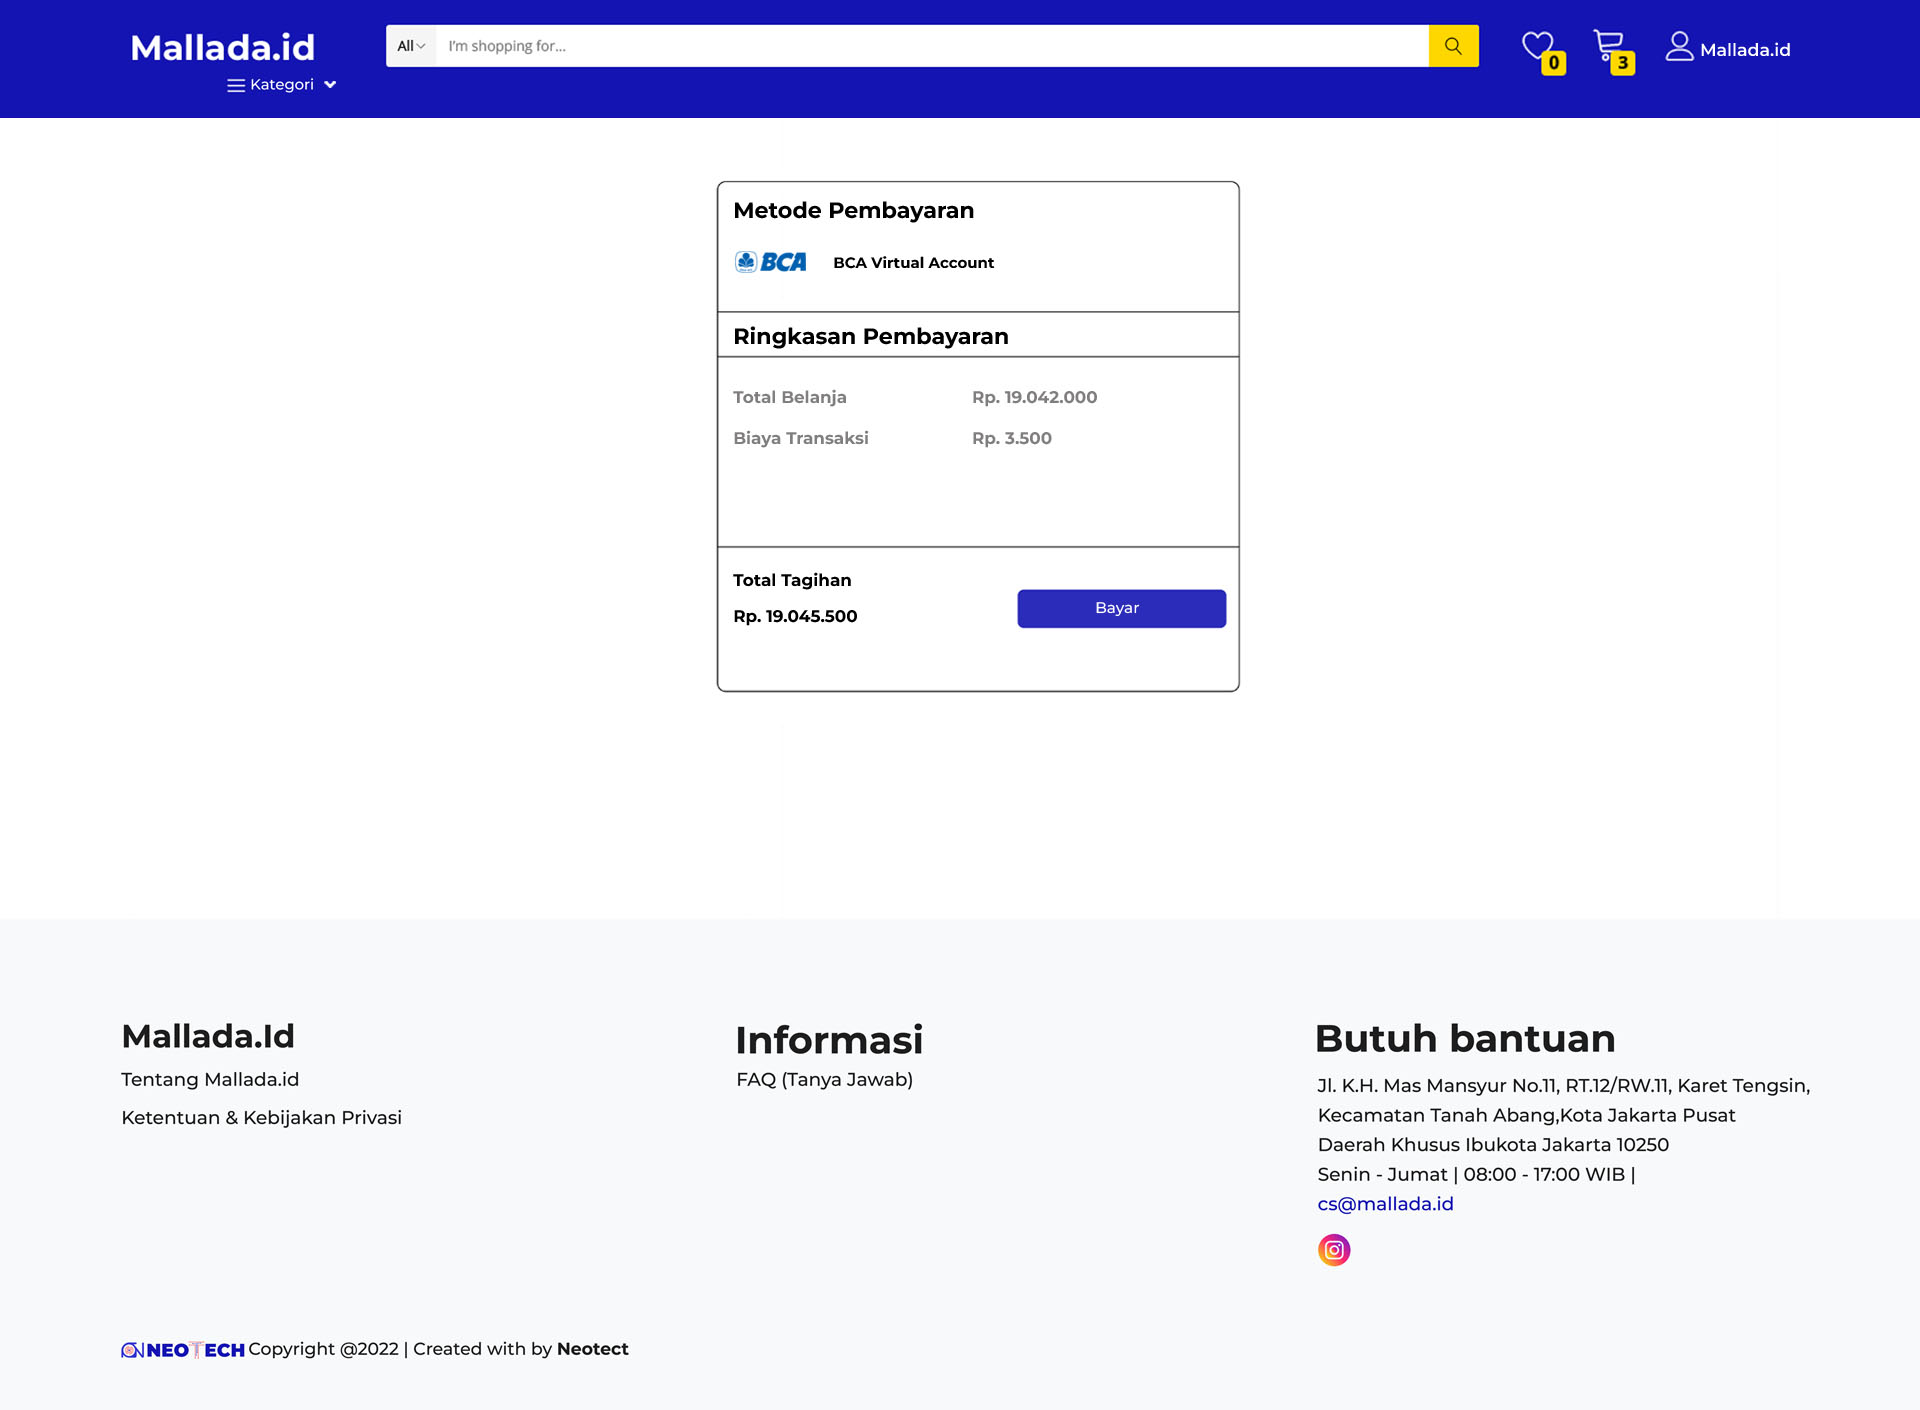 Mallada.id
All
I'm shopping for...
0
3
Mallada.id
Kategori
Metode Pembayaran
BCA
BCA Virtual Account
Ringkasan Pembayaran
Total Belanja Rp. 19.042.000
Biaya Transaksi Rp. 3.500
Total Tagihan
Rp. 19.045.500
Bayar
Mallada.Id
Tentang Mallada.id
Ketentuan & Kebijakan Privasi
Informasi
FAQ (Tanya Jawab)
Butuh bantuan
Jl. K.H. Mas Mansyur No.11, RT.12/RW.11, Karet Tengsin,
Kecamatan Tanah Abang,Kota Jakarta Pusat
Daerah Khusus Ibukota Jakarta 10250
Senin - Jumat | 08:00 - 17:00 WIB |
cs@mallada.id
NEOTECH Copyright @2022 | Created with by Neotect